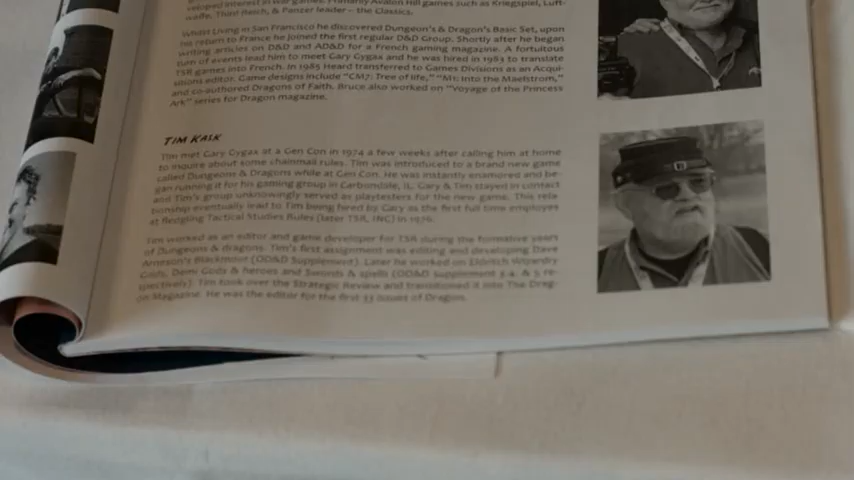 veloped interest in war games. Primarily Avalon Hill games such as Kriegspiel, Luft-
waffe, Third Reich, & Panzer leader – the Classics.
Whilst Living in San Francisco he discovered Dungeon's & Dragon's Basic Set, upon
his return to France he joined the first regular D&D Group. Shortly after he began
writing articles on D&D and AD&D for a French gaming magazine. A fortuitous
turn of events lead him to meet Gary Gygax and he was hired in 1983 to translate
TSR games into French. In 1985 Heard transferred to Games Divisions as an Acqui-
sitions editor. Game designs include "CM7: Tree of life," "M1: Into the Maelstrom,"
and co-authored Dragons of Faith. Bruce also worked on "Voyage of the Princess
Ark" series for Dragon magazine.
TIM KASK
Tim met Gary Gygax at a Gen Con in 1974 a few weeks after calling him at home
to inquire about some chainmail rules. Tim was introduced to a brand new game
called Dungeons & Dragons while at Gen Con. He was instantly enamored and be-
gan running it for his gaming group in Carbondale, IL. Gary & Tim stayed in contact
and Tim's group unknowingly served as playtesters for the new game. This rela-
tionship eventually lead to Tim being hired by Gary as the first full time employee
at Redging Tactical Studies Rules (later TSR, INC) in 1976.
Tim worked as an editor and game developer for TSR during the formative years
of Dungeons & dragons. Tim's first assignment was editing and developing Dave
Arneson's Blackmoor (OD&D Supplement). Later he worked on Eldritch Wizardry
Gods, Demi Gods & heroes and Swords & spells (OD&D supplement 3,4, & 5 re-
spectively). Tim took over the Strategic Review and transitioned it into The Drag-
on Magazine. He was the editor for the first 33 issues of Dragon.